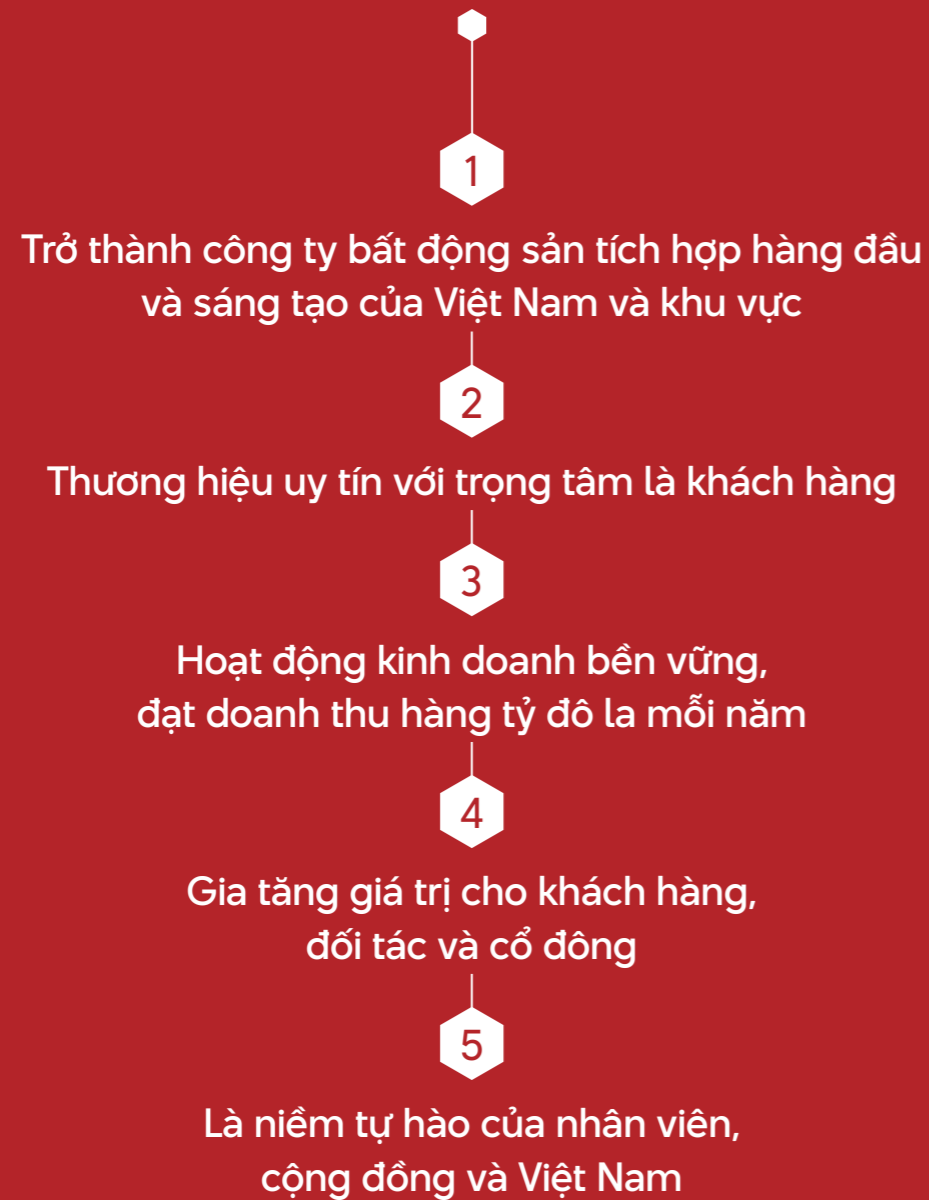 1
Trở thành công ty bất động sản tích hợp hàng đầu
và sáng tạo của Việt Nam và khu vực
2
Thương hiệu uy tín với trọng tâm là khách hàng
3
Hoạt động kinh doanh bền vững,
đạt doanh thu hàng tỷ đô la mỗi năm
4
Gia tăng giá trị cho khách hàng,
đối tác và cổ đông
5
Là niềm tự hào của nhân viên,
cộng đồng và Việt Nam